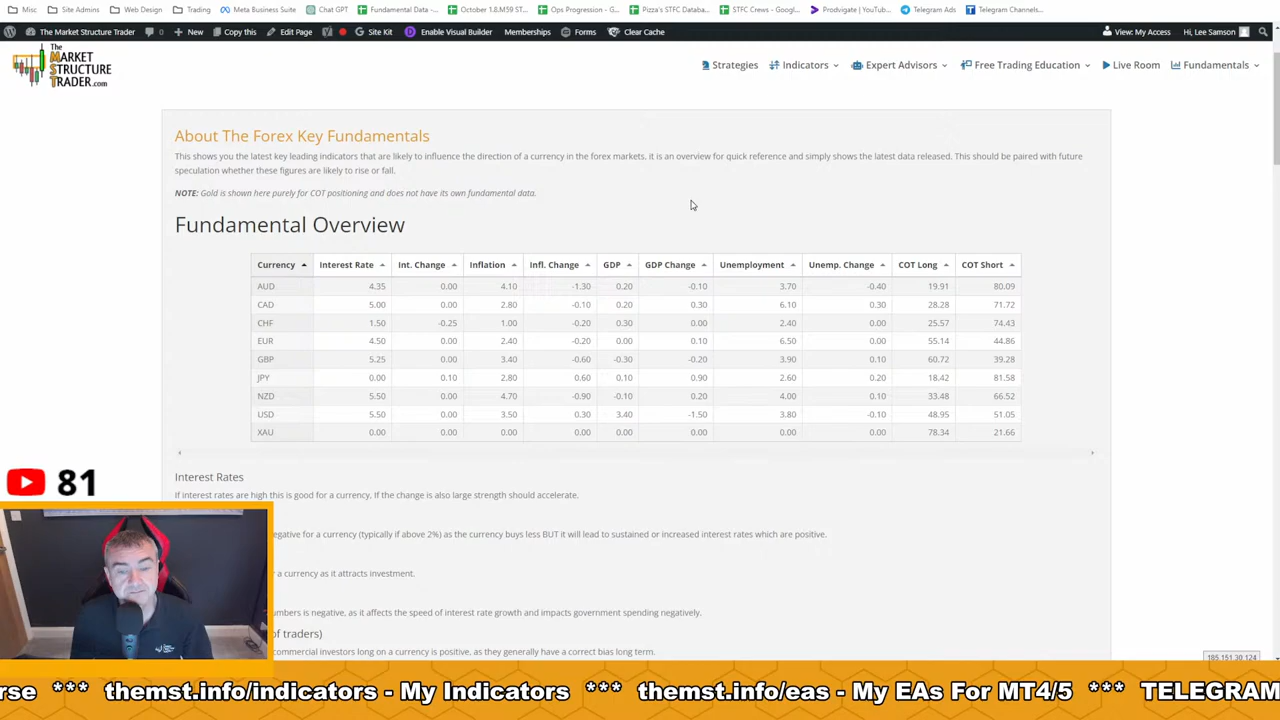 Misc Site Admins Web Design Trading Meta Business Suite Chat GPT Fundamental Data -... October 1.8.M59 ST... Ops Progression - G... Pizza's STFC Databa... STFC Crews - Googl... Prodvigate | YouTub... Telegram Ads Telegram Channels...
The Market Structure Trader 0 New Copy this Edit Page Site Kit Enable Visual Builder Memberships Forms Clear Cache View: My Access Hi, Lee Samson
The
MARKET
STRUCTURE
TRADER.com
Strategies Indicators Expert Advisors Free Trading Education Live Room Fundamentals
About The Forex Key Fundamentals
This shows you the latest key leading indicators that are likely to influence the direction of a currency in the forex markets, it is an overview for quick reference and simply shows the latest data released. This should be paired with future
speculation whether these figures are likely to rise or fall.
NOTE: Gold is shown here purely for COT positioning and does not have its own fundamental data.
Fundamental Overview
Currency Interest Rate Int. Change Inflation Infl. Change GDP GDP Change Unemployment Unemp. Change COT Long COT Short
AUD 4.35 0.00 4.10 -1.30 0.20 -0.10 3.70 -0.40 19.91 80.09
CAD 5.00 0.00 2.80 -0.10 0.20 0.30 6.10 0.30 28.28 71.72
CHF 1.50 -0.25 1.00 -0.20 0.30 0.00 2.40 0.00 25.57 74.43
EUR 4.50 0.00 2.40 -0.20 0.00 0.10 6.50 0.00 55.14 44.86
GBP 5.25 0.00 3.40 -0.60 -0.30 -0.20 3.90 0.10 60.72 39.28
JPY 0.00 0.10 2.80 0.60 0.10 0.90 2.60 0.20 18.42 81.58
NZD 5.50 0.00 4.70 -0.90 -0.10 0.20 4.00 0.10 33.48 66.52
USD 5.50 0.00 3.50 0.30 3.40 -1.50 3.80 -0.10 48.95 51.05
XAU 0.00 0.00 0.00 0.00 0.00 0.00 0.00 0.00 78.34 21.66
Interest Rates
If interest rates are high this is good for a currency, If the change is also large strength should accelerate.
81
egative for a currency (typically if above 2%) as the currency buys less BUT it will lead to sustained or increased interest rates which are positive.
r a currency as it attracts investment.
umbers is negative, as it affects the speed of interest rate growth and impacts government spending negatively.
of traders)
commercial investors long on a currency is positive, as they generally have a correct bias long term.
185.151.30.124
rse *** themst.info/indicators - My Indicators *** themst.info/eas - My EAs For MT4/5 *** TELEGRAM